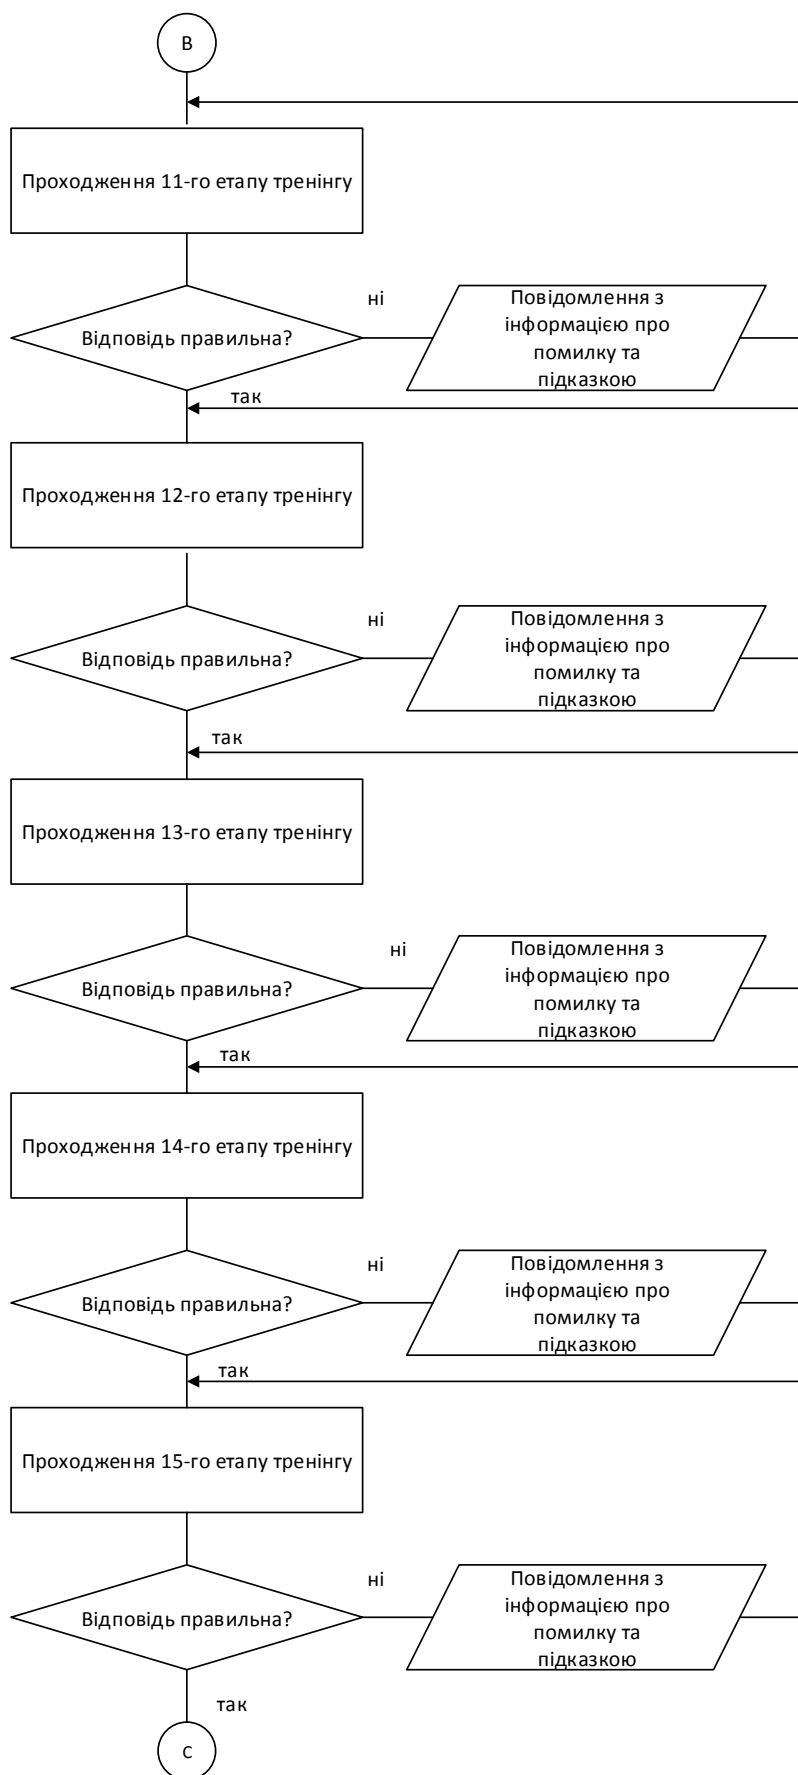 В
Проходження 11-го етапу тренінгу
ні
Повідомлення з
інформацією про
помилку та
підказкою
Відповідь правильна?
так
Проходження 12-го етапу тренінгу
ні
Повідомлення з
інформацією про
помилку та
підказкою
Відповідь правильна?
так
Проходження 13-го етапу тренінгу
ні
Повідомлення з
інформацією про
помилку та
підказкою
Відповідь правильна?
так
Проходження 14-го етапу тренінгу
ні
Повідомлення з
інформацією про
помилку та
підказкою
Відповідь правильна?
так
Проходження 15-го етапу тренінгу
ні
Повідомлення з
інформацією про
помилку та
підказкою
Відповідь правильна?
так
С